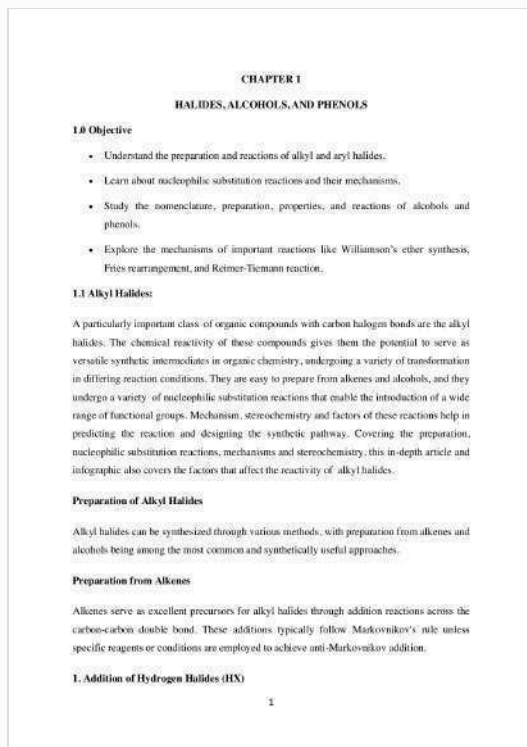 CHAPTER 1
HALIDES, ALCOHOLS, AND PHENOLS
1.0 Objective
• Understand the preparation and reactions of alkyl and aryl halides.
• Learn about nucleophilic substitution reactions and their mechanisms.
• Study the nomenclature, preparation, properties, and reactions of alcohols and
phenols.
• Explore the mechanisms of important reactions like Williamson's ether synthesis,
Fries rearrangement, and Reimer-Tiemann reaction.
1.1 Alkyl Halides:
A particularly important class of organic compounds with carbon halogen bonds are the alkyl
halides. The chemical reactivity of these compounds gives them the potential to serve as
versatile synthetic intermediates in organic chemistry, undergoing a variety of transformation
in differing reaction conditions. They are easy to prepare from alkenes and alcohols, and they
undergo a variety of nucleophilic substitution reactions that enable the introduction of a wide
range of functional groups. Mechanism, stereochemistry and factors of these reactions help in
predicting the reaction and designing the synthetic pathway. Covering the preparation,
nucleophilic substitution reactions, mechanisms and stereochemistry, this in-depth article and
infographic also covers the factors that affect the reactivity of alkyl halides.
Preparation of Alkyl Halides
Alkyl halides can be synthesized through various methods, with preparation from alkenes and
alcohols being among the most common and synthetically useful approaches.
Preparation from Alkenes
Alkenes serve as excellent precursors for alkyl halides through addition reactions across the
carbon-carbon double bond. These additions typically follow Markovnikov's rule unless
specific reagents or conditions are employed to achieve anti-Markovnikov addition.
1. Addition of Hydrogen Halides (HX)
1